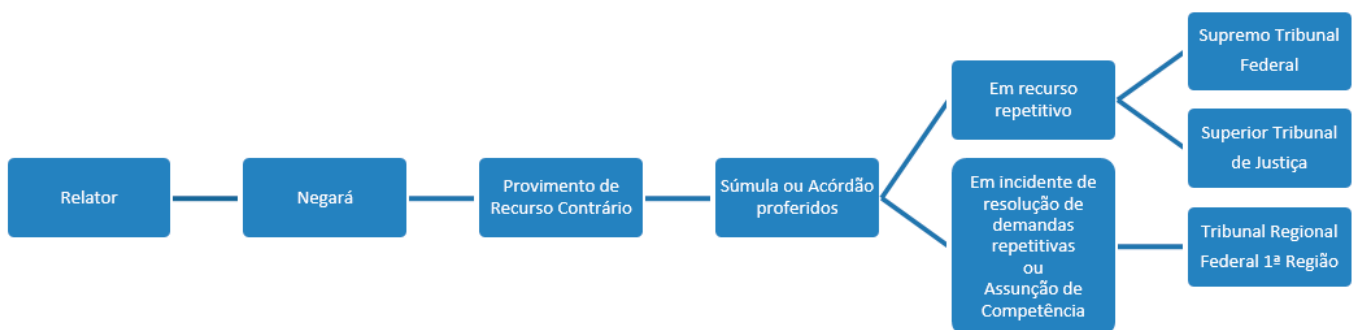 Relator
Negará
Provimento de
Recurso Contrário
Súmula ou Acórdão
proferidos
Em recurso
repetitivo
Supremo Tribunal
Federal
Superior Tribunal
de Justiça
Em incidente de
resolução de
demandas
repetitivas
ou
Assunção de
Competência
Tribunal Regional
Federal 1ª Região